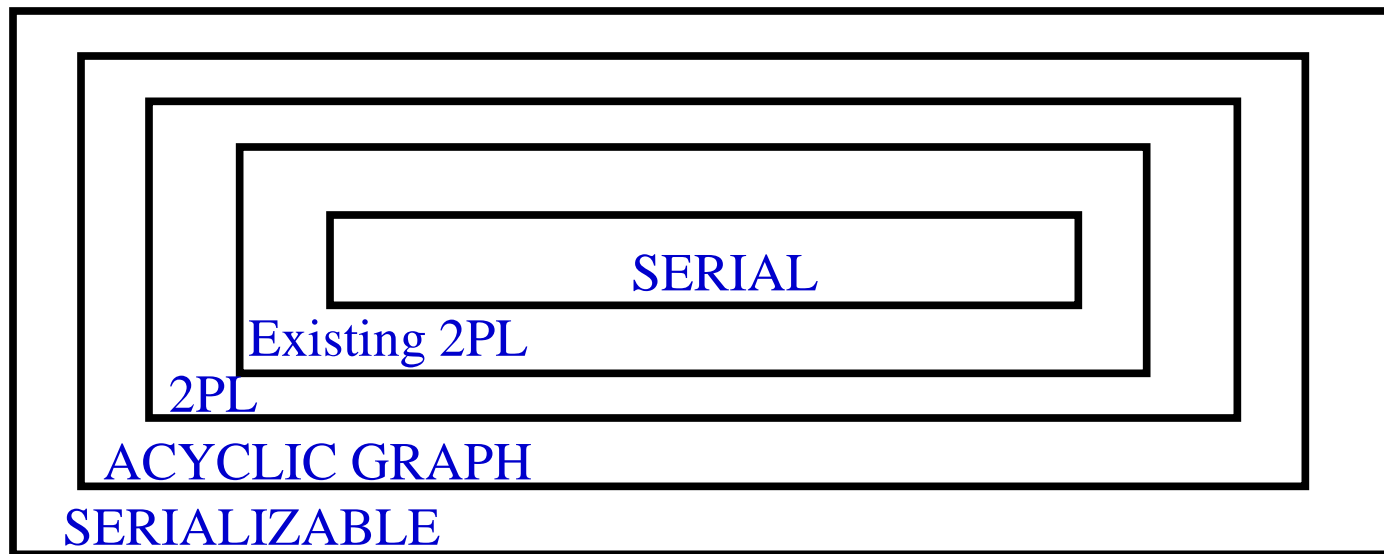 SERIAL
Existing 2PL
2PL
ACYCLIC GRAPH
SERIALIZABLE